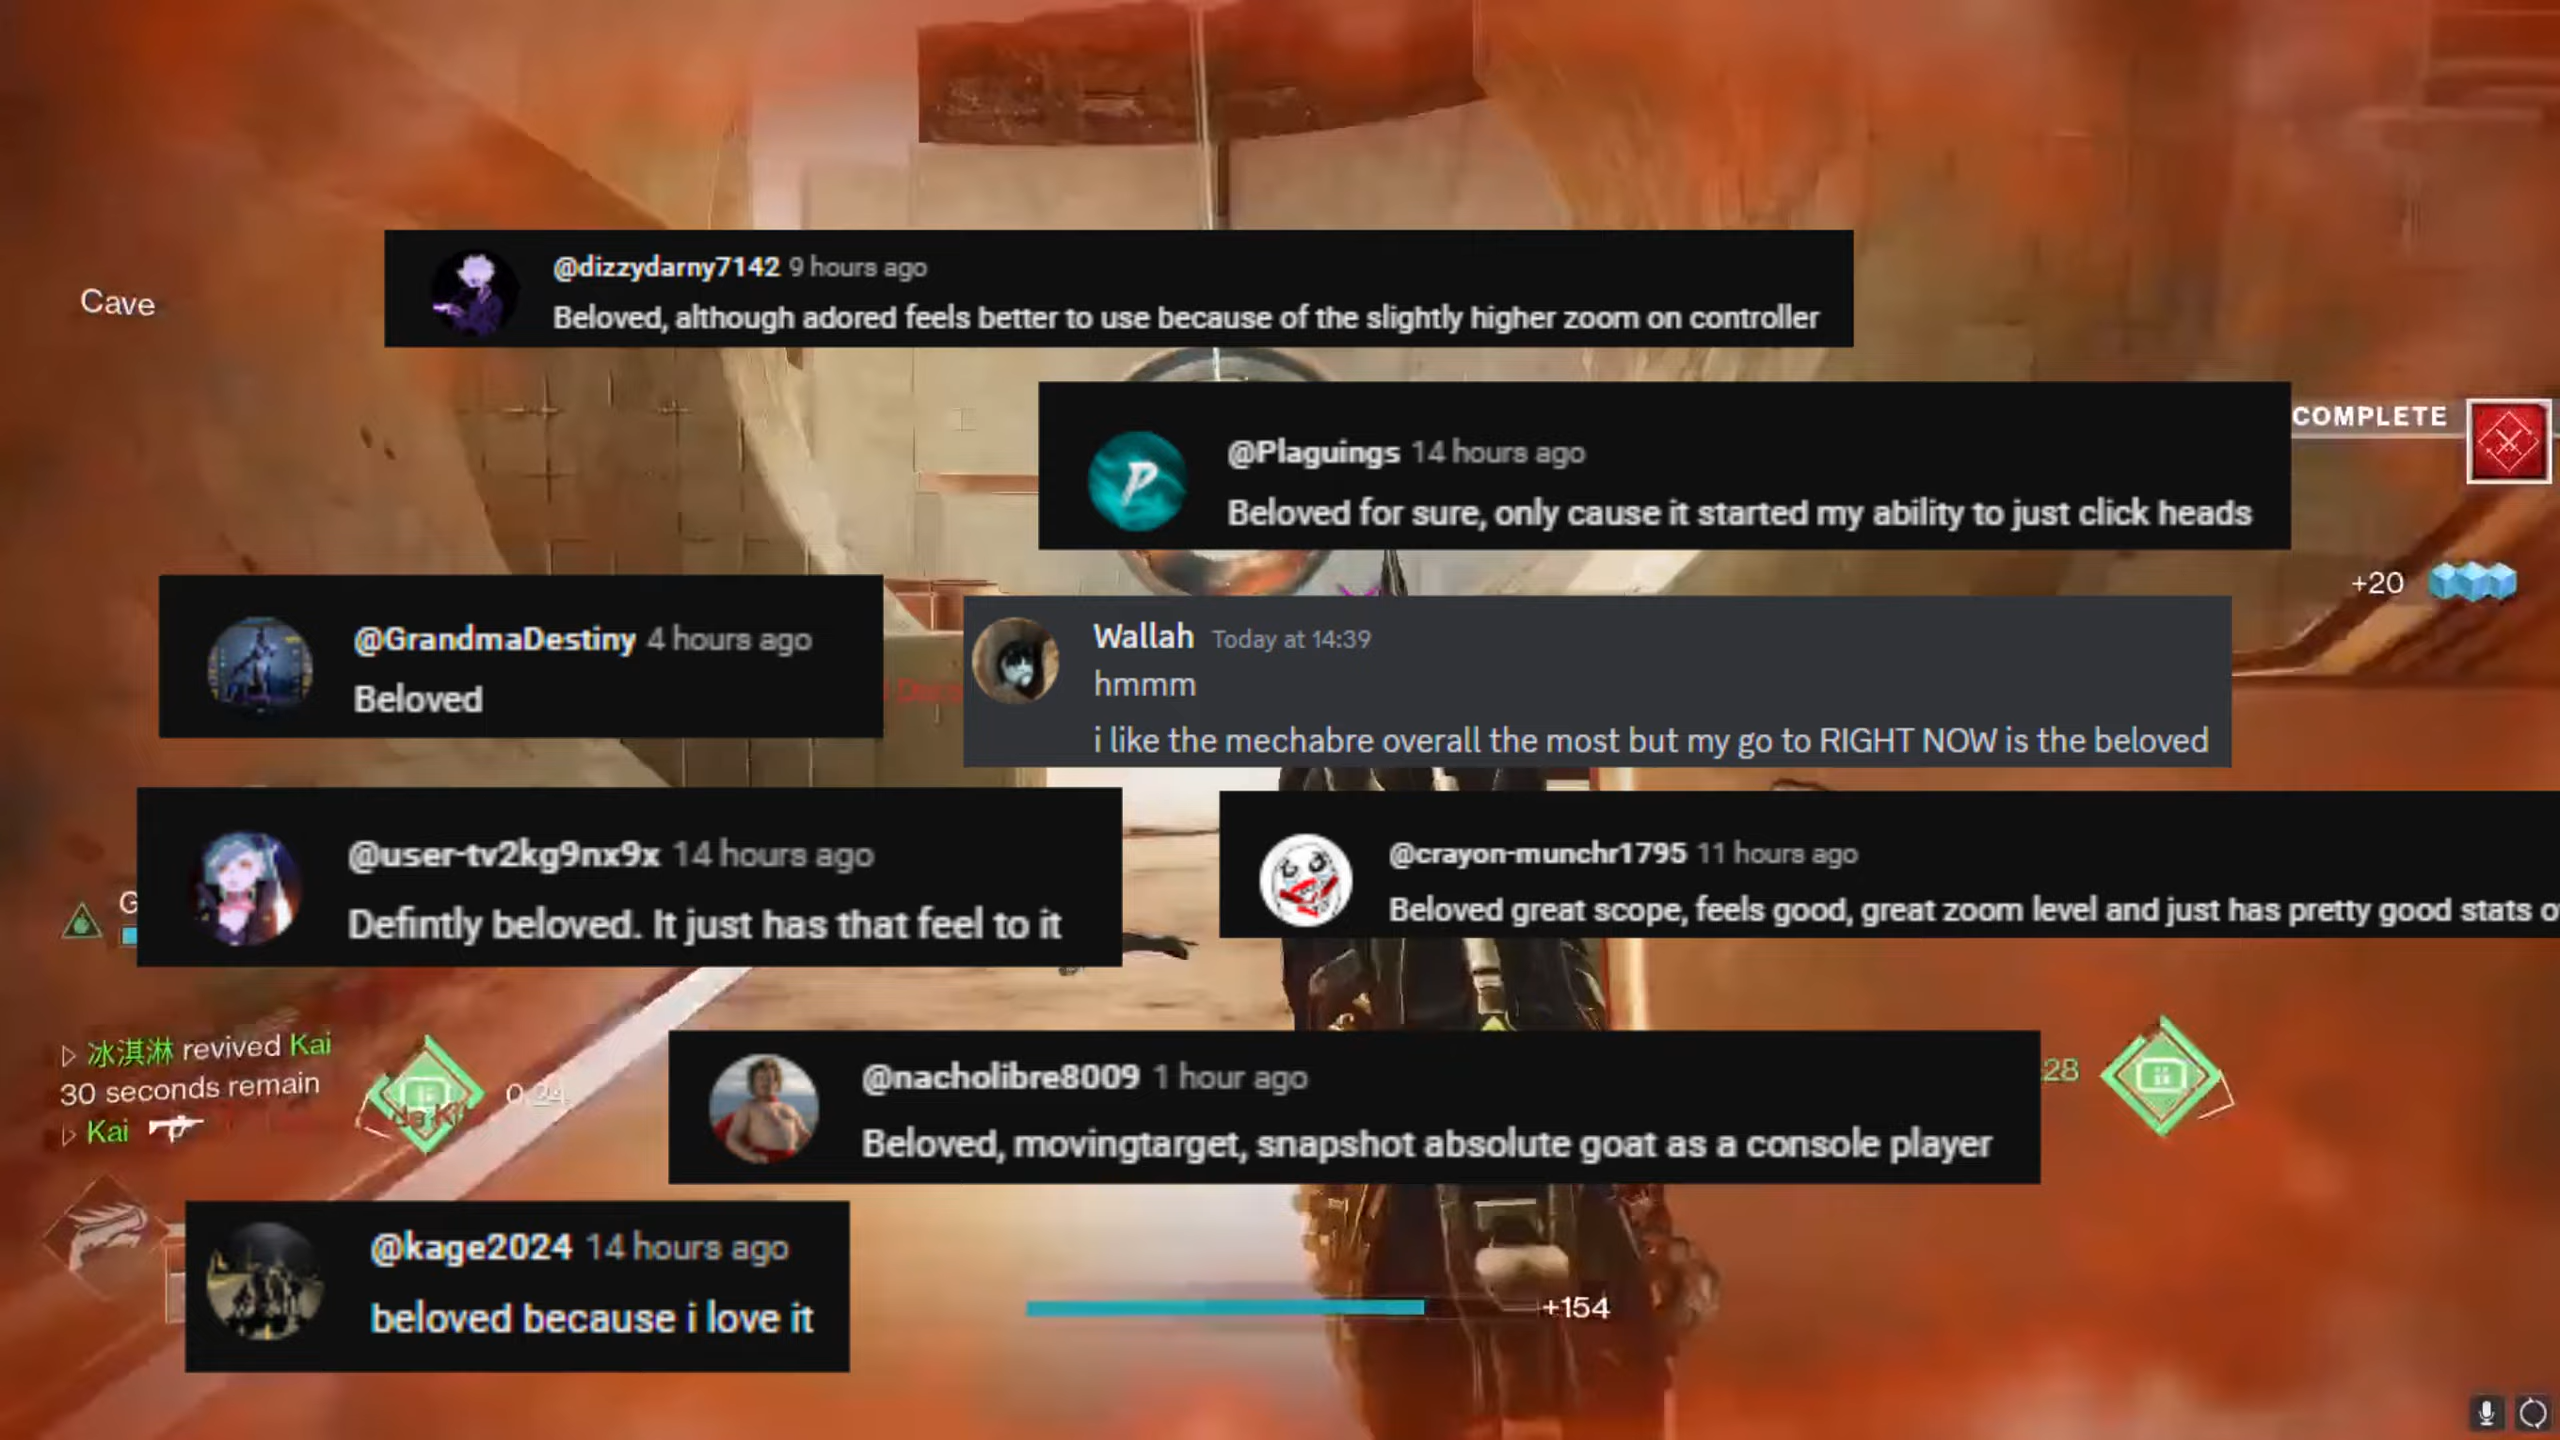 Cave
@dizzydarny7142 9 hours ago
Beloved, although adored feels better to use because of the slightly higher zoom on controller
@Plaguings 14 hours ago
Beloved for sure, only cause it started my ability to just click heads
COMPLETE
+20
@GrandmaDestiny 4 hours ago
Beloved
Wallah Today at 14:39
hmmm
i like the mechabre overall the most but my go to RIGHT NOW is the beloved
@user-tv2kg9nx9x 14 hours ago
Defintly beloved. It just has that feel to it
@crayon-munchr1795 11 hours ago
Beloved great scope, feels good, great zoom level and just has pretty good stats o
G
冰淇淋 revived Kai
30 seconds remain
Kai
@nacholibre8009 1 hour ago
Beloved, movingtarget, snapshot absolute goat as a console player
28
@kage2024 14 hours ago
beloved because i love it
+154